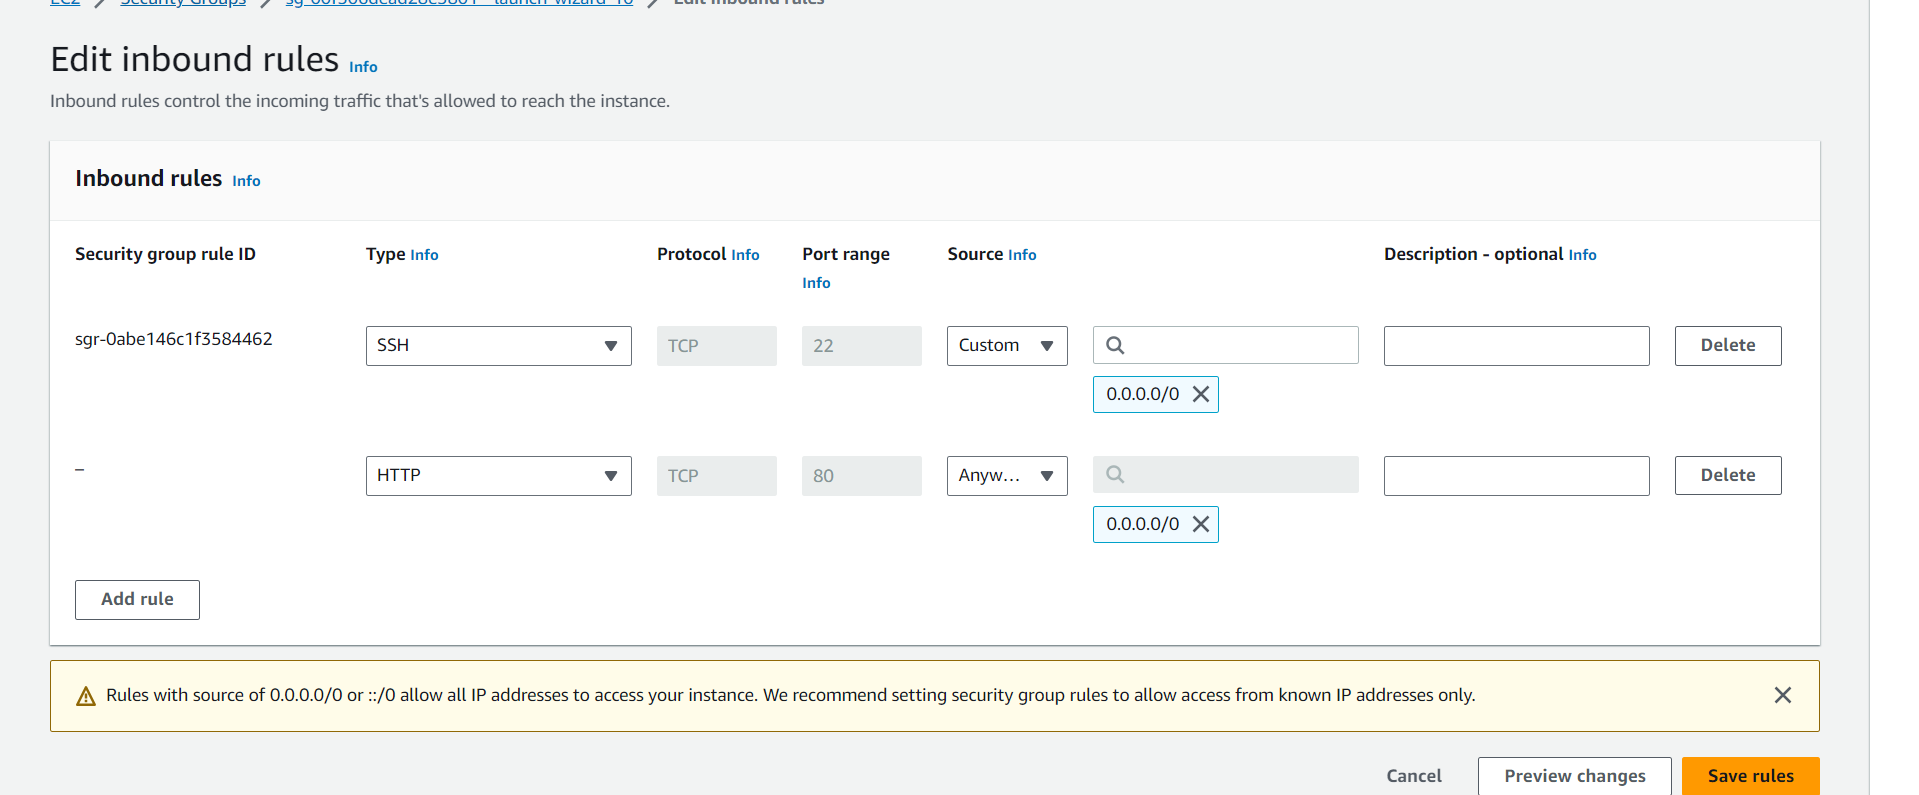 EC2 Security Groups launch-wizard-10 Edit inbound rules
Edit inbound rules Info
Inbound rules control the incoming traffic that's allowed to reach the instance.
Inbound rules Info
Security group rule ID Type Info Protocol Info Port range Info Source Info Description - optional Info
sgr-0abe146c1f3584462 SSH TCP 22 Custom Delete
0.0.0.0/0
– HTTP TCP 80 Anyw... Delete
0.0.0.0/0
Add rule
Rules with source of 0.0.0.0/0 or ::/0 allow all IP addresses to access your instance. We recommend setting security group rules to allow access from known IP addresses only.
Cancel Preview changes Save rules